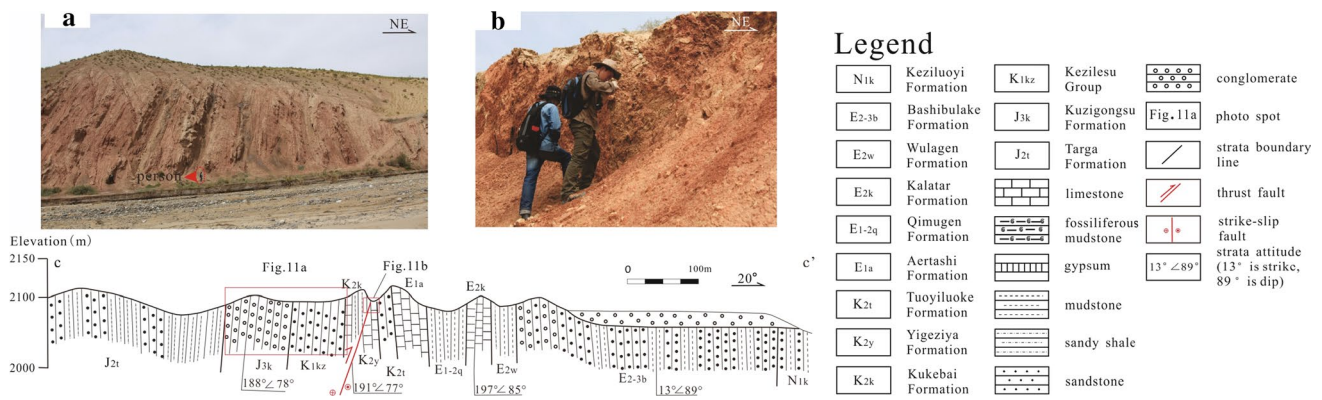 a
NE
person
b
NE
Elevation(m)
2150
2100
2000
c
c'
Fig.11a
Fig.11b
K2k
E1a
E2k
0 100m
20°
J2t
J3k
K1kz
K2y
K2t
E1-2q
E2w
E2-3b
N1k
188°∠78°
191°∠77°
197°∠85°
13°∠89°
Legend
N1k
Keziluoyi
Formation
E2-3b
Bashibulake
Formation
E2w
Wulagen
Formation
E2k
Kalatar
Formation
E1-2q
Qimugen
Formation
E1a
Aertashi
Formation
K2t
Tuoyiluoke
Formation
K2y
Yigeziya
Formation
K2k
Kukebai
Formation
K1kz
Kezilesu
Group
J3k
Kuzigongsu
Formation
J2t
Targa
Formation
limestone
fossiliferous
mudstone
gypsum
mudstone
sandy shale
sandstone
conglomerate
Fig.11a
photo spot
strata boundary
line
thrust fault
strike-slip
fault
13°∠89°
strata attitude
(13° is strike,
89 ° is dip)